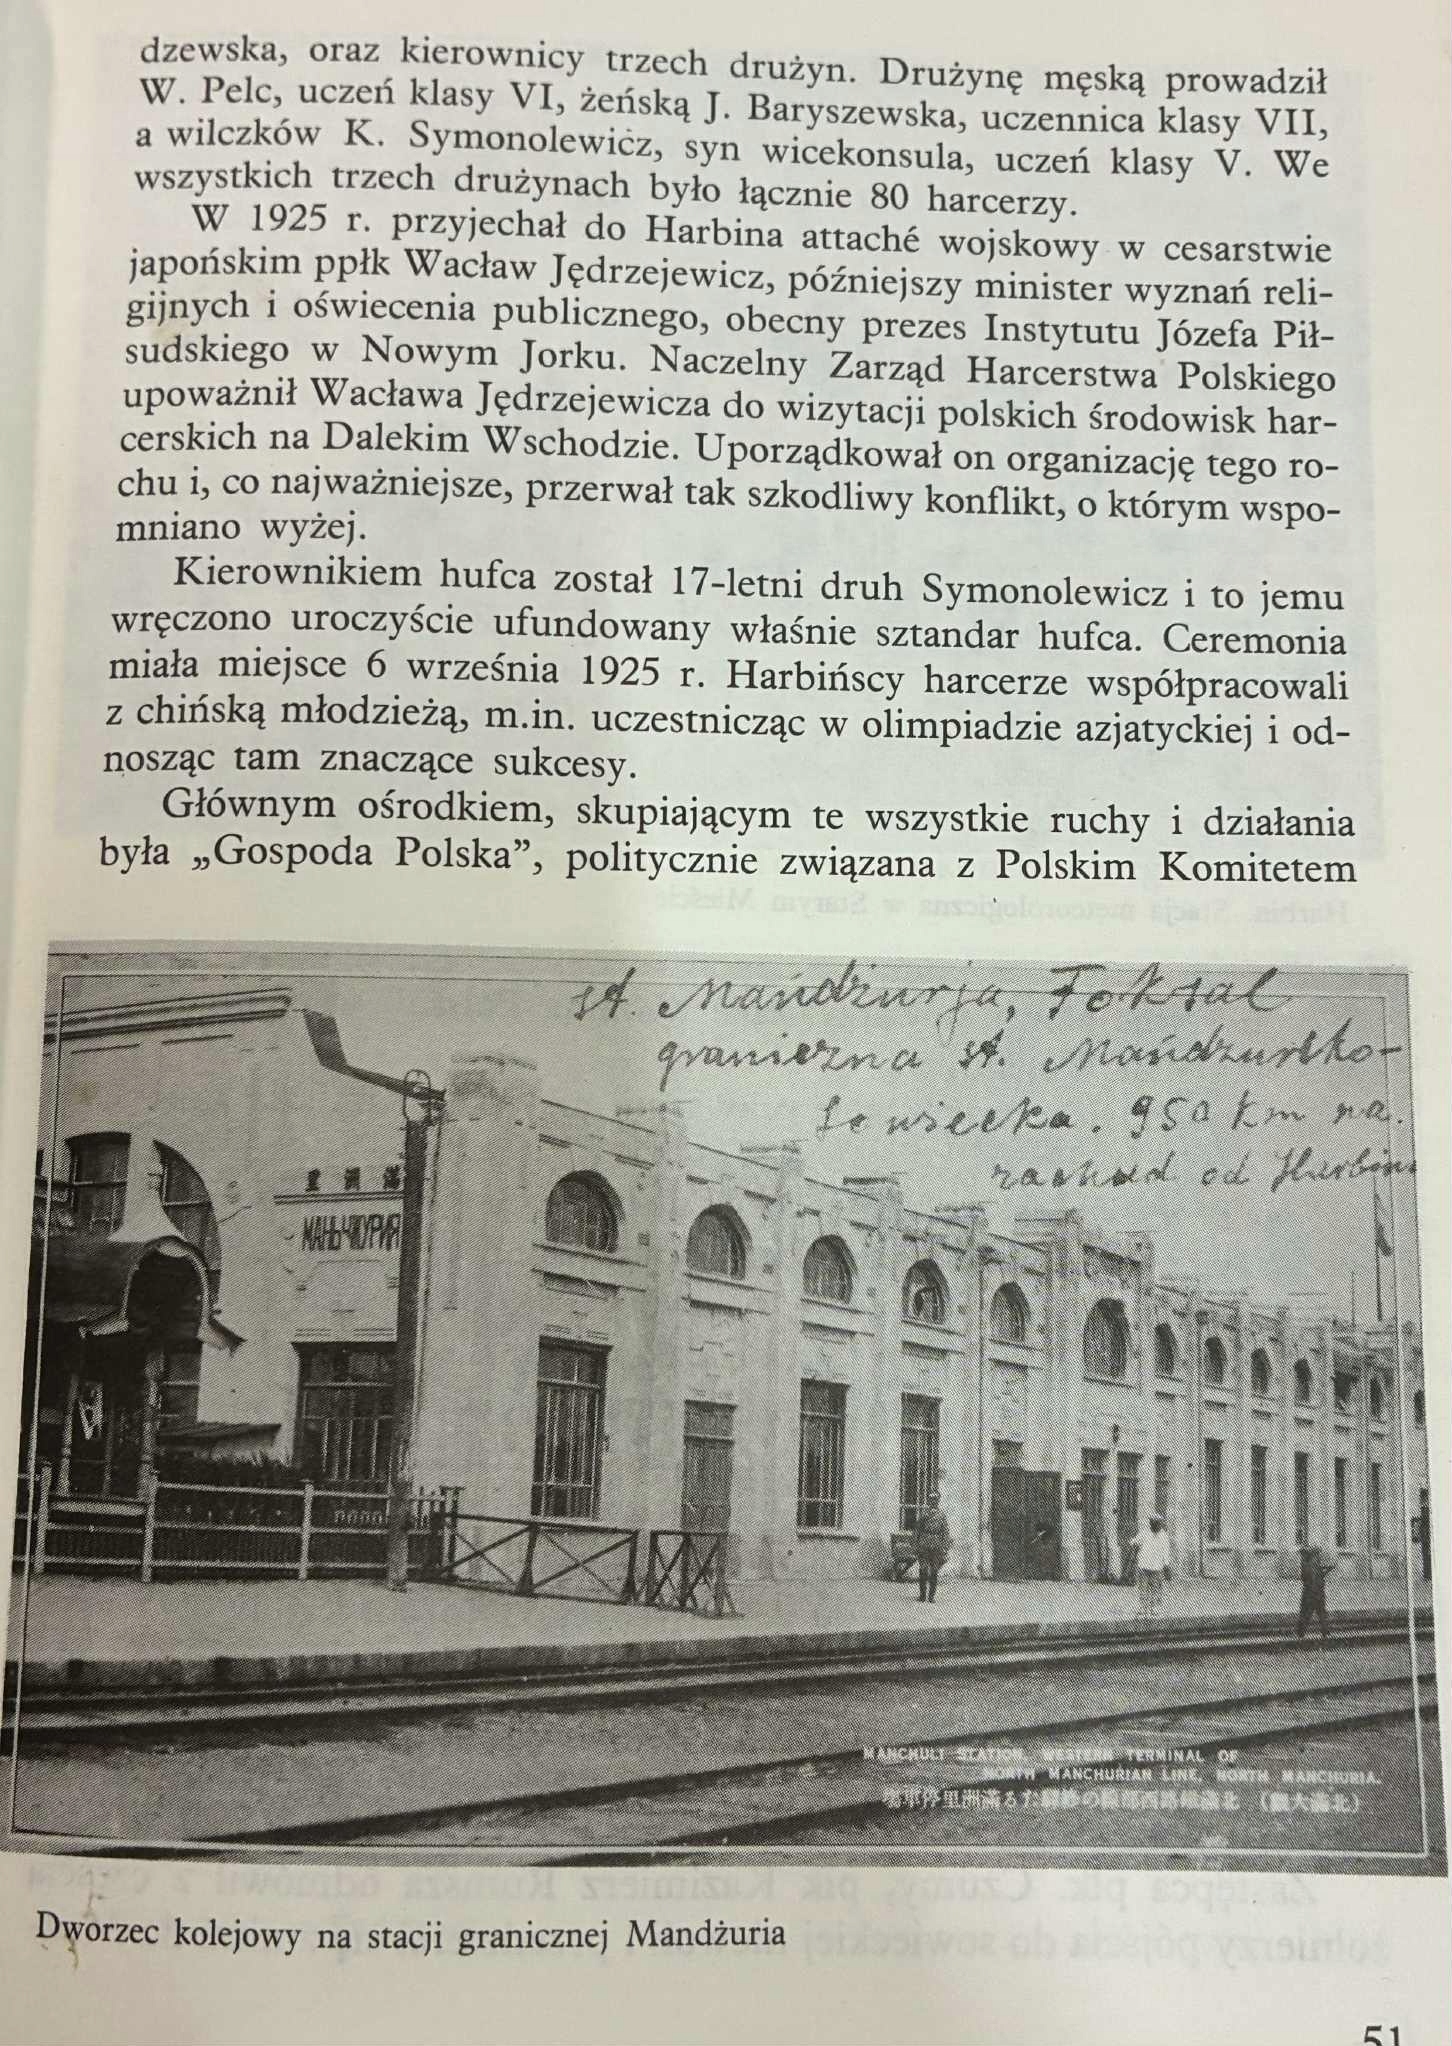 dzewska, oraz kierownicy trzech drużyn. Drużynę męską prowadził
W. Pelc, uczeń klasy VI, żeńską J. Baryszewska, uczennica klasy VII,
a wilczków K. Symonolewicz, syn wicekonsula, uczeń klasy V. We
wszystkich trzech drużynach było łącznie 80 harcerzy.
W 1925 r. przyjechał do Harbina attaché wojskowy w cesarstwie
japońskim ppłk Wacław Jędrzejewicz, późniejszy minister wyznań reli-
gijnych i oświecenia publicznego, obecny prezes Instytutu Józefa Pił-
sudskiego w Nowym Jorku. Naczelny Zarząd Harcerstwa Polskiego
upoważnił Wacława Jędrzejewicza do wizytacji polskich środowisk har-
cerskich na Dalekim Wschodzie. Uporządkował on organizację tego ro-
chu i, co najważniejsze, przerwał tak szkodliwy konflikt, o którym wspo-
mniano wyżej.
Kierownikiem hufca został 17-letni druh Symonolewicz i to jemu
wręczono uroczyście ufundowany właśnie sztandar hufca. Ceremonia
miała miejsce 6 września 1925 r. Harbińscy harcerze współpracowali
z chińską młodzieżą, m.in. uczestnicząc w olimpiadzie azjatyckiej i od-
nosząc tam znaczące sukcesy.
Głównym ośrodkiem, skupiającym te wszystkie ruchy i działania
była „Gospoda Polska”, politycznie związana z Polskim Komitetem
st. Mandżurja, Foksal
graniczna st. Mandżursko-
Sowiecka. 950 km na
zachód od Harbina
里洲滿
МАНЬЧЖУРИЯ
MANCHULI STATION, WESTERN TERMINAL OF
NORTH MANCHURIAN LINE, NORTH MANCHURIA.
Dworzec kolejowy na stacji granicznej Mandżuria
51